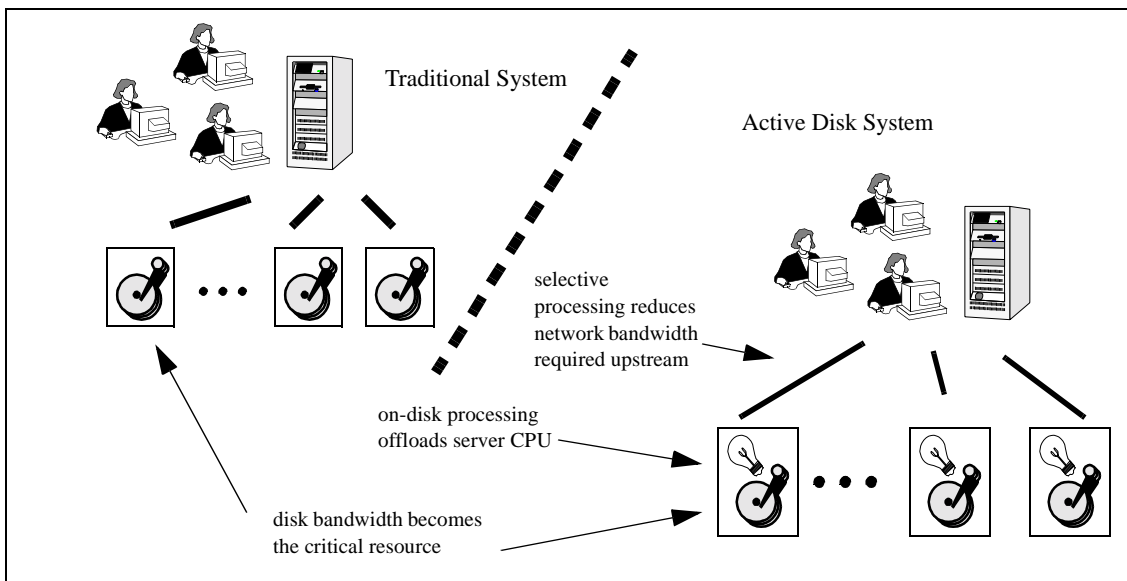 Traditional System
Active Disk System
selective
processing reduces
network bandwidth
required upstream
on-disk processing
offloads server CPU
disk bandwidth becomes
the critical resource